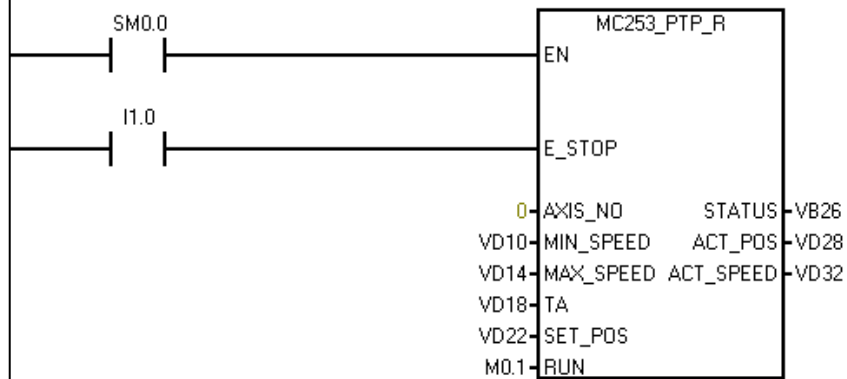 SM0.0 MC253_PTP_R
EN
I1.0
E_STOP
0 AXIS_NO STATUS VB26
VD10 MIN_SPEED ACT_POS VD28
VD14 MAX_SPEED ACT_SPEED VD32
VD18 TA
VD22 SET_POS
M0.1 RUN